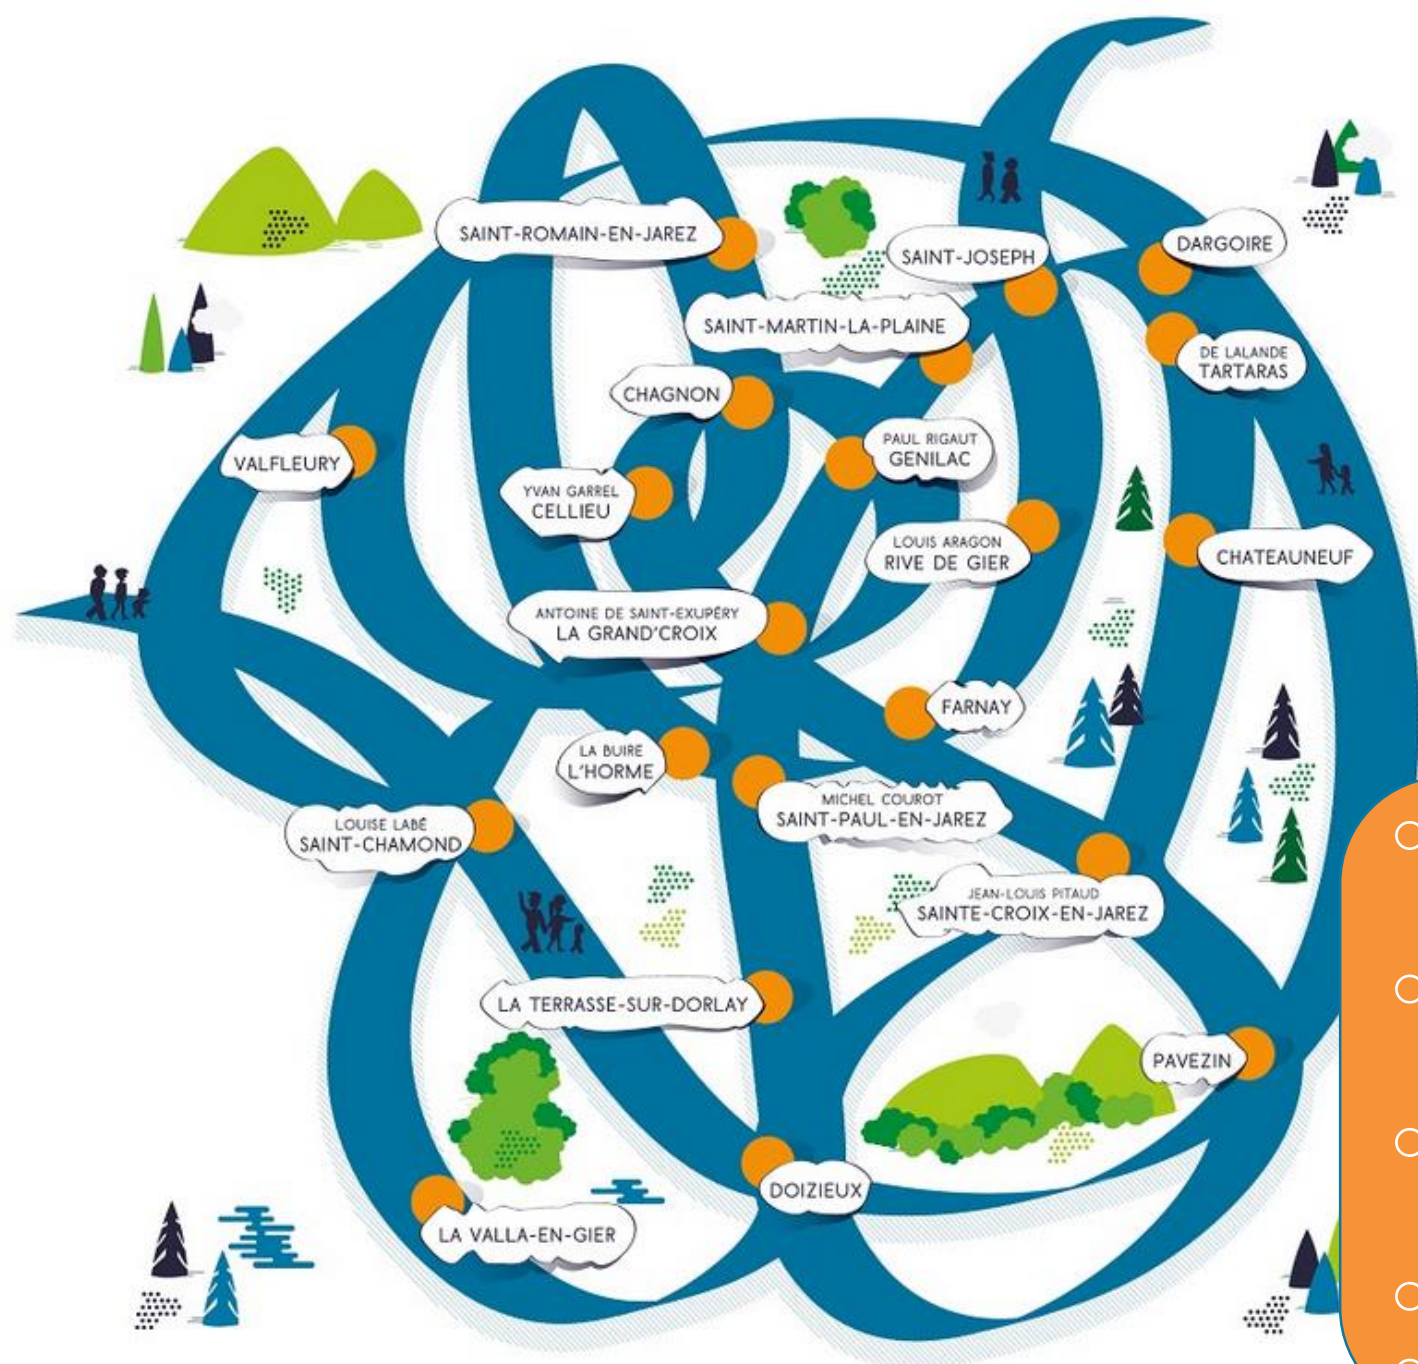 SAINT-ROMAIN-EN-JAREZ
SAINT-JOSEPH
DARGOIRE
SAINT-MARTIN-LA-PLAINE
DE LALANDE
TARTARAS
CHAGNON
VALFLEURY
PAUL RIGAUT
GENILAC
YVAN GARREL
CELLIEU
LOUIS ARAGON
RIVE DE GIER
CHATEAUNEUF
ANTOINE DE SAINT-EXUPÉRY
LA GRAND'CROIX
FARNAY
LA BUIRE
L'HORME
MICHEL COUROT
SAINT-PAUL-EN-JAREZ
LOUISE LABÉ
SAINT-CHAMOND
JEAN-LOUIS PITAUD
SAINTE-CROIX-EN-JAREZ
LA TERRASSE-SUR-DORLAY
PAVEZIN
DOIZIEUX
LA VALLA-EN-GIER